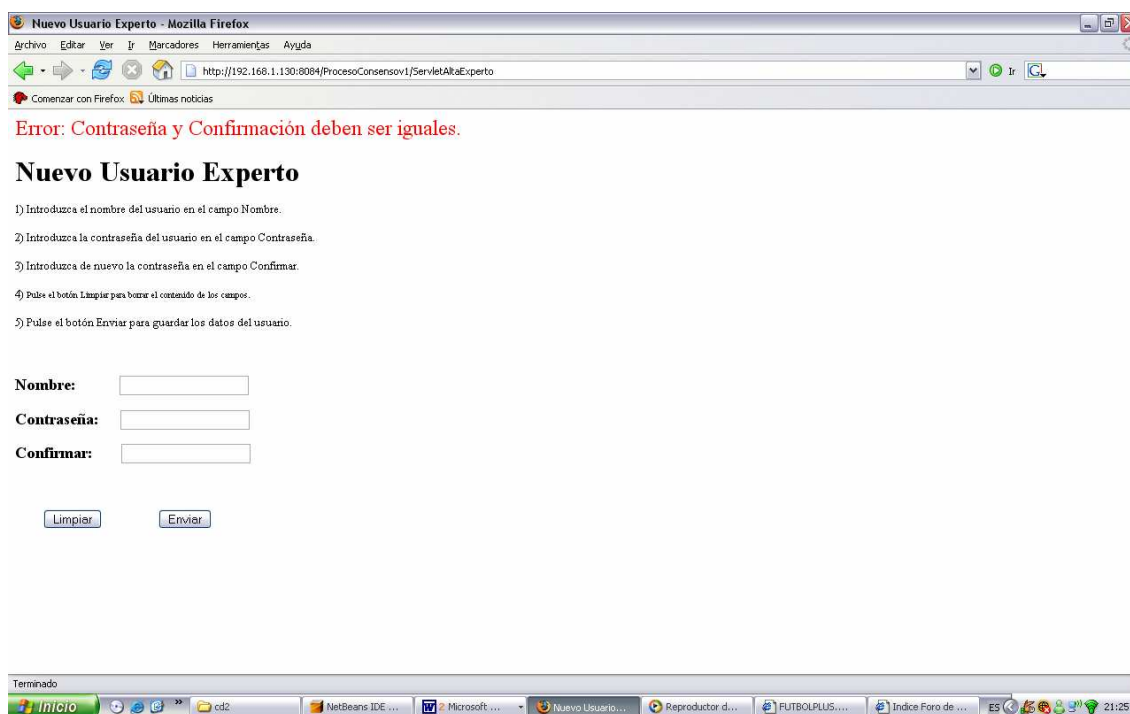 Nuevo Usuario Experto - Mozilla Firefox
Archivo Editar Ver Ir Marcadores Herramientas Ayuda
http://192.168.1.130:8084/ProcesoConsensov1/ServletAltaExperto Ir
Comenzar con Firefox Últimas noticias
Error: Contraseña y Confirmación deben ser iguales.
Nuevo Usuario Experto
1) Introduzca el nombre del usuario en el campo Nombre.
2) Introduzca la contraseña del usuario en el campo Contraseña.
3) Introduzca de nuevo la contraseña en el campo Confirmar.
4) Pulse el botón Limpiar para borrar el contenido de los campos.
5) Pulse el botón Enviar para guardar los datos del usuario.
Nombre:
Contraseña:
Confirmar:
Limpiar Enviar
Terminado
Inicio » cd2 NetBeans IDE ... 2 Microsoft ... Nuevo Usuario... Reproductor d... FUTBOLPLUS.... Indice Foro de ... ES 21:25